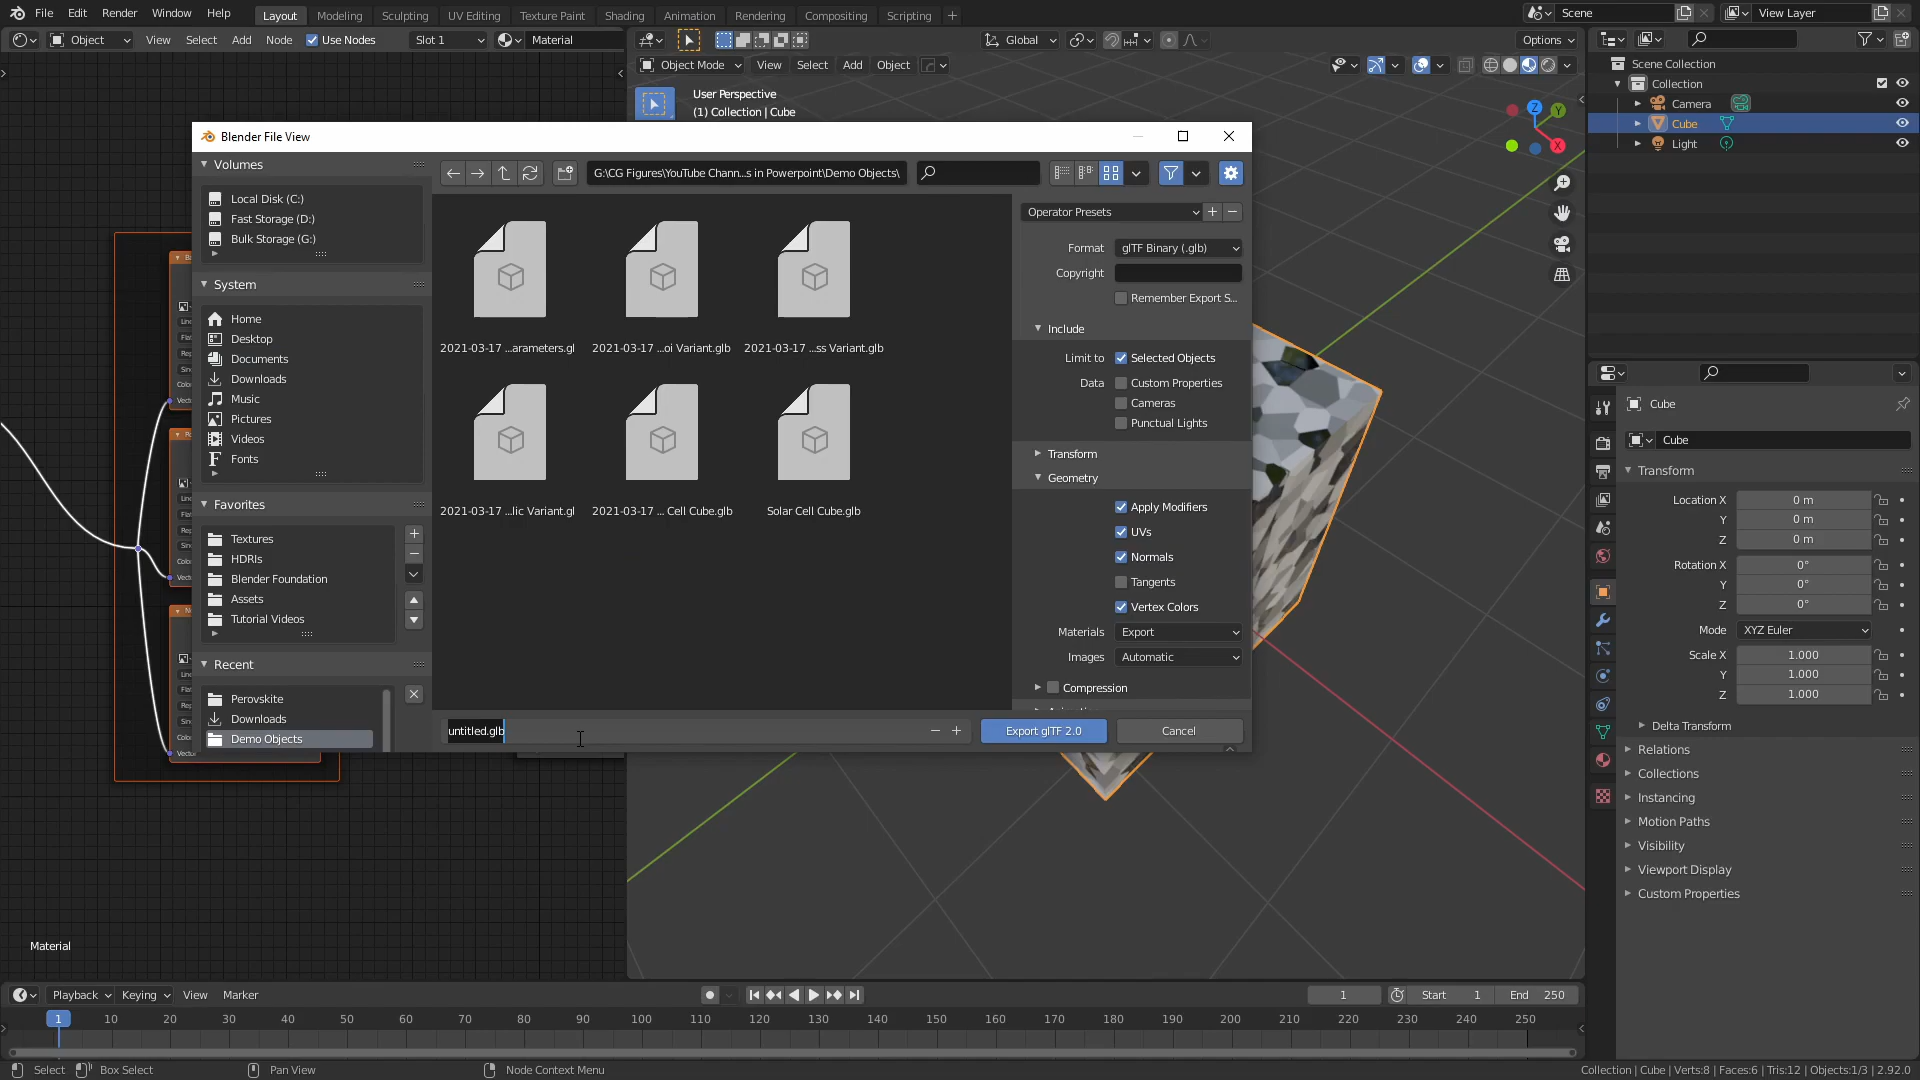 File Edit Render Window Help Layout Modeling Sculpting UV Editing Texture Paint Shading Animation Rendering Compositing Scripting Scene View Layer
Object View Select Add Node Use Nodes Slot 1 Material Global Options
Object Mode View Select Add Object
User Perspective
(1) Collection | Cube
Scene Collection
Collection
Camera
Cube
Light
Blender File View
Volumes
Local Disk (C:)
Fast Storage (D:)
Bulk Storage (G:)
System
Home
Desktop
Documents
Downloads
Music
Pictures
Videos
Fonts
Favorites
Textures
HDRIs
Blender Foundation
Assets
Tutorial Videos
Recent
Perovskite
Downloads
Demo Objects
G:\CG Figures\YouTube Chann...s in Powerpoint\Demo Objects\
2021-03-17 ...arameters.gl
2021-03-17 ...oi Variant.glb
2021-03-17 ...ss Variant.glb
2021-03-17 ...lic Variant.gl
2021-03-17 ... Cell Cube.glb
Solar Cell Cube.glb
Operator Presets
Format glTF Binary (.glb)
Copyright
Remember Export S...
Include
Limit to Selected Objects
Data Custom Properties
Cameras
Punctual Lights
Transform
Geometry
Apply Modifiers
UVs
Normals
Tangents
Vertex Colors
Materials Export
Images Automatic
Compression
untitled.glb
Export glTF 2.0
Cancel
Z
Y
X
Cube
Cube
Transform
Location X 0 m
Y 0 m
Z 0 m
Rotation X 0°
Y 0°
Z 0°
Mode XYZ Euler
Scale X 1.000
Y 1.000
Z 1.000
Delta Transform
Relations
Collections
Instancing
Motion Paths
Visibility
Viewport Display
Custom Properties
Material
Playback Keying View Marker 1 Start 1 End 250
1 10 20 30 40 50 60 70 80 90 100 110 120 130 140 150 160 170 180 190 200 210 220 230 240 250
Select Box Select Pan View Node Context Menu Collection | Cube | Verts:8 | Faces:6 | Tris:12 | Objects:1/3 | 2.92.0